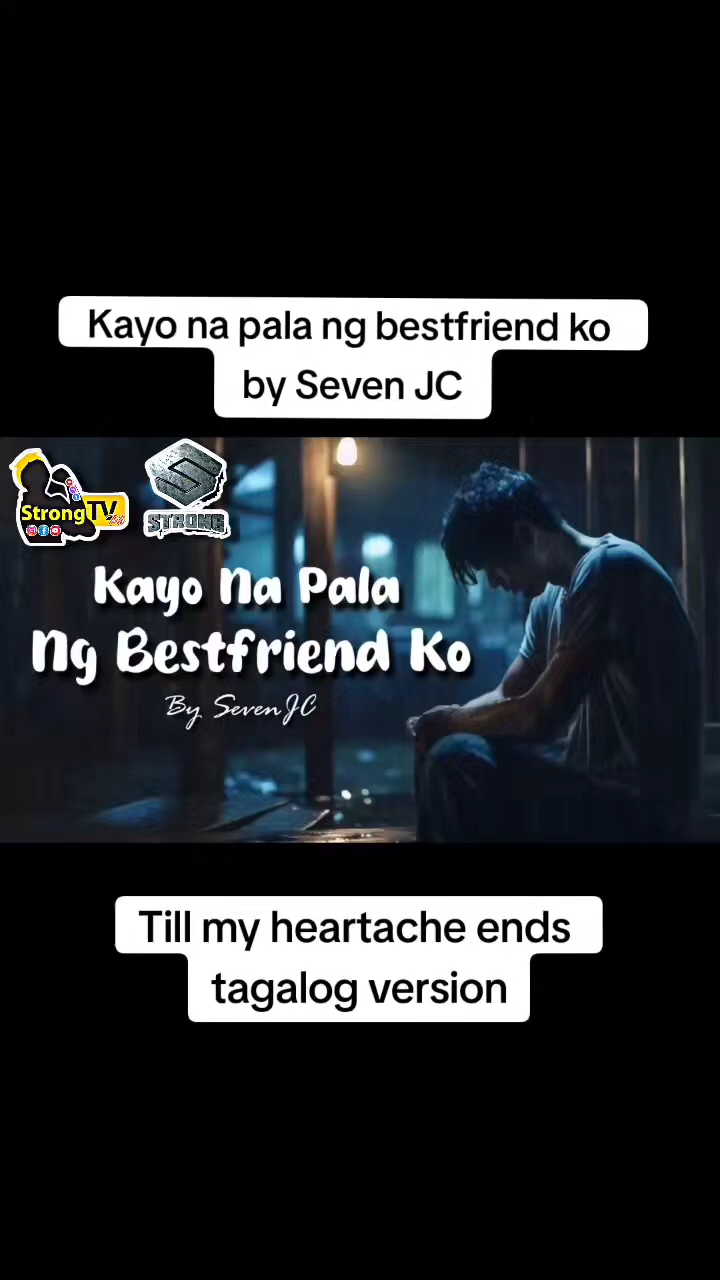 Kayo na pala ng bestfriend ko
by Seven JC
StrongTV
STRONG
Kayo Na Pala
Ng Bestfriend Ko
By SevenJC
Till my heartache ends
tagalog version